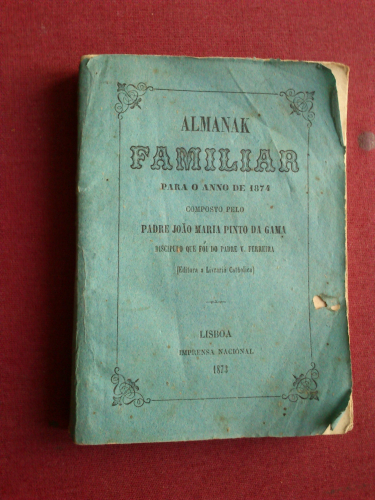 ALMANAK
FAMILIAR
PARA O ANNO DE 1874
COMPOSTO PELO
PADRE JOÃO MARIA PINTO DA GAMA
DISCIPULO QUE FOI DO PADRE V. FERREIRA
(Editora a Livraria Catholica)
LISBOA
IMPRENSA NACIONAL
1873